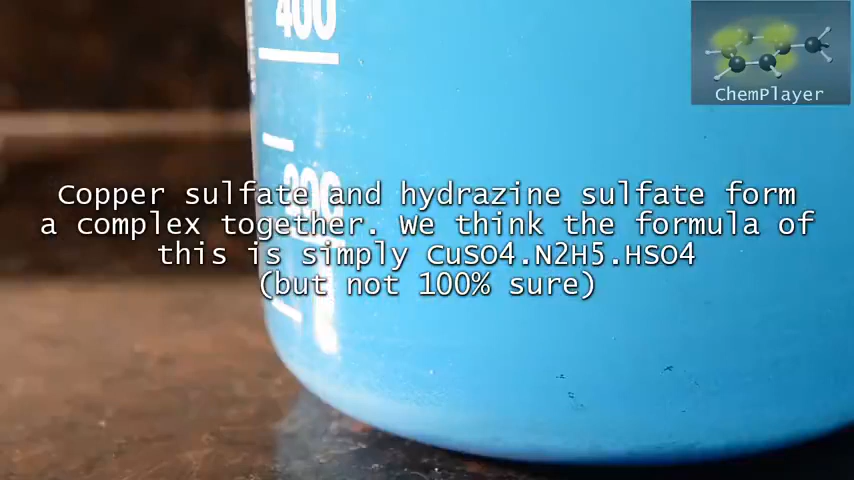 400
ChemPlayer
300
Copper sulfate and hydrazine sulfate form
a complex together. We think the formula of
this is simply CuSO4.N2H5.HSO4
(but not 100% sure)